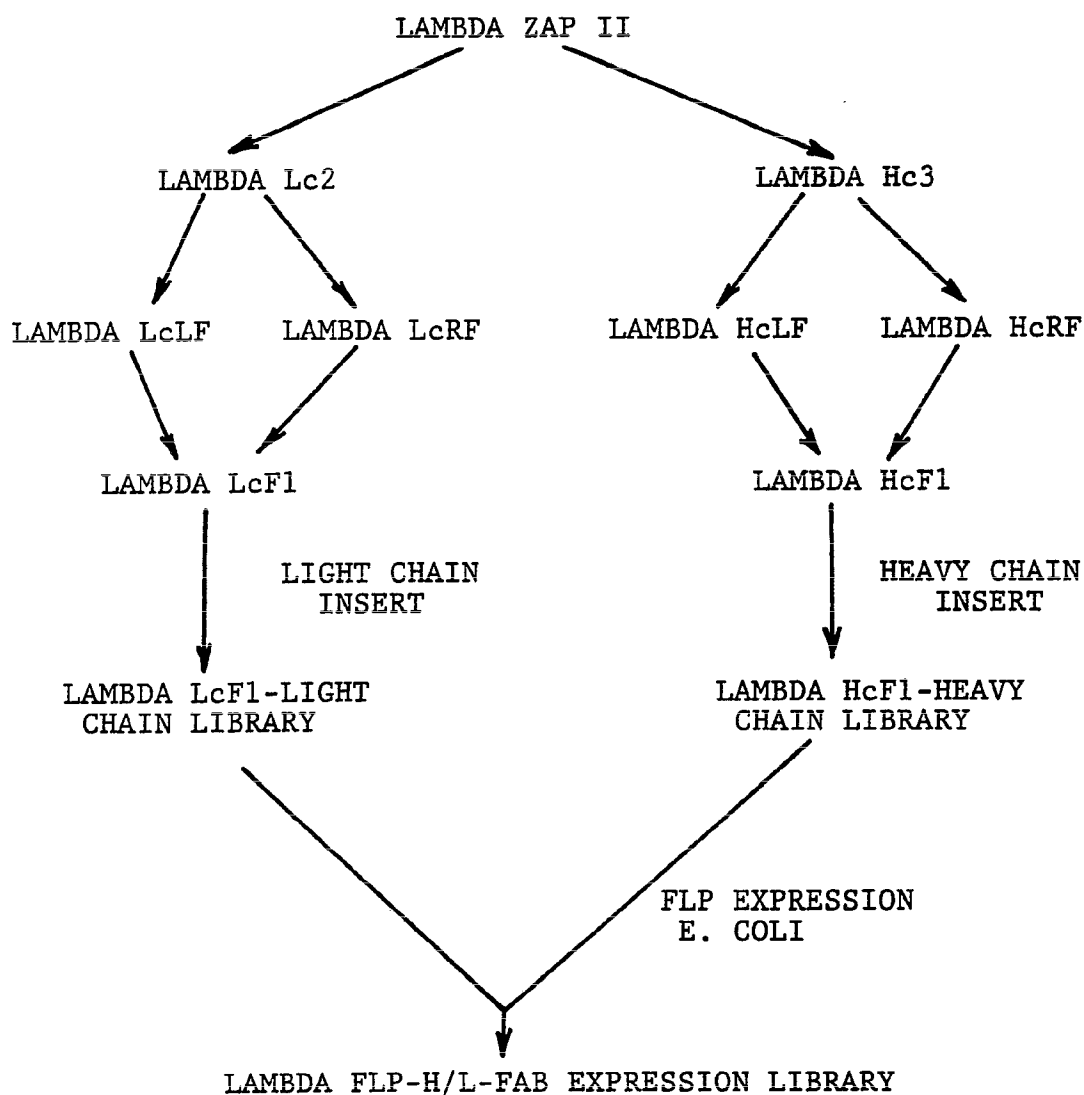 LAMBDA ZAP II
LAMBDA Lc2
LAMBDA Hc3
LAMBDA LcLF
LAMBDA LcRF
LAMBDA HcLF
LAMBDA HcRF
LAMBDA LcF1
LAMBDA HcF1
LIGHT CHAIN
INSERT
HEAVY CHAIN
INSERT
LAMBDA LcF1-LIGHT
CHAIN LIBRARY
LAMBDA HcF1-HEAVY
CHAIN LIBRARY
FLP EXPRESSION
E. COLI
LAMBDA FLP-H/L-FAB EXPRESSION LIBRARY